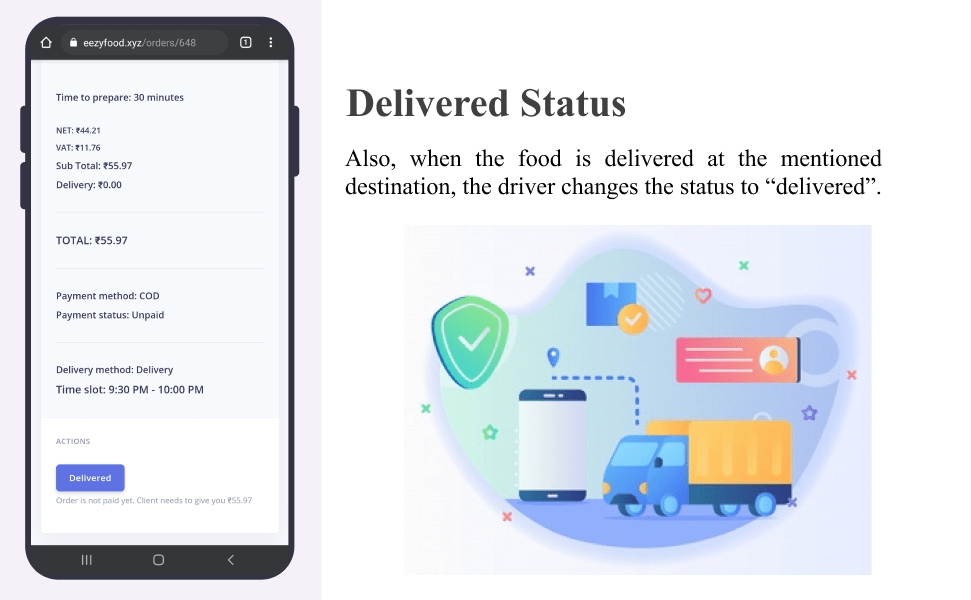 eezyfood.xyz/orders/648
1
Time to prepare: 30 minutes
NET: ₹44.21
VAT: ₹11.76
Sub Total: ₹55.97
Delivery: ₹0.00
TOTAL: ₹55.97
Payment method: COD
Payment status: Unpaid
Delivery method: Delivery
Time slot: 9:30 PM - 10:00 PM
ACTIONS
Delivered
Order is not paid yet. Client needs to give you ₹55.97
Delivered Status
Also, when the food is delivered at the mentioned
destination, the driver changes the status to “delivered”.